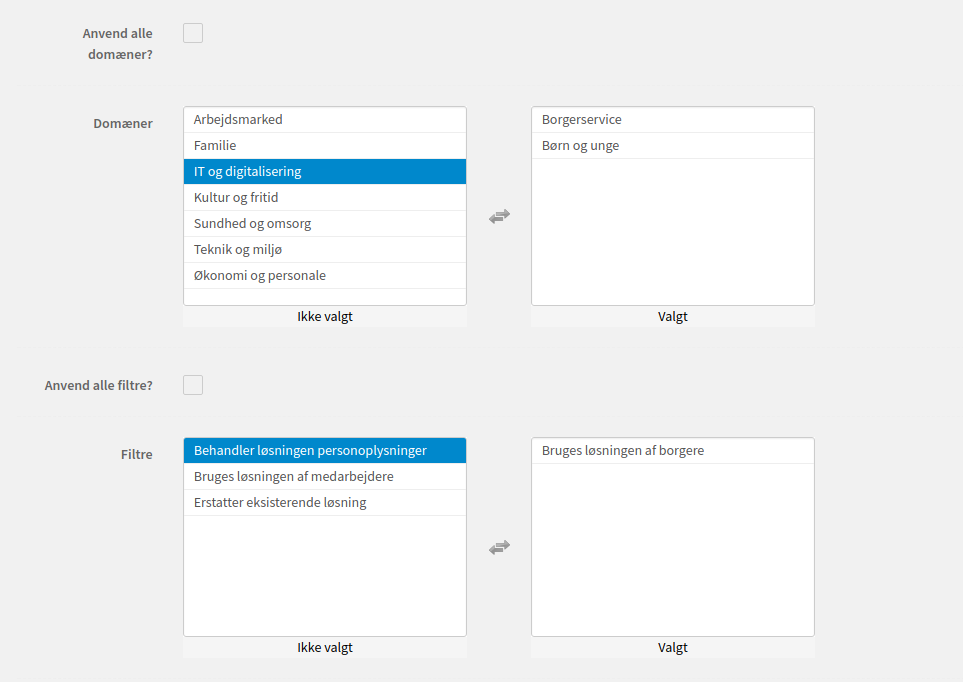 Anvend alle
domæner?
Domæner
Arbejdsmarked
Familie
IT og digitalisering
Kultur og fritid
Sundhed og omsorg
Teknik og miljø
Økonomi og personale
Ikke valgt
Borgerservice
Børn og unge
Valgt
Anvend alle filtre?
Filtre
Behandler løsningen personoplysninger
Bruges løsningen af medarbejdere
Erstatter eksisterende løsning
Ikke valgt
Bruges løsningen af borgere
Valgt